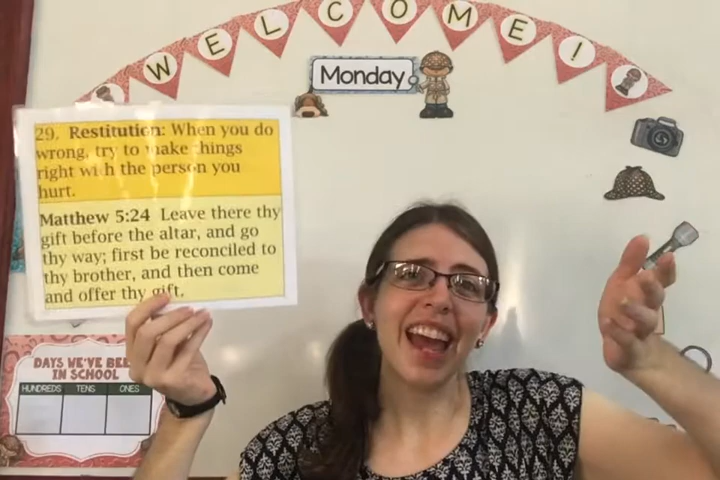 WELCOME!
Monday
29. Restitution: When you do
wrong, try to make things
right with the person you
hurt.
Matthew 5:24 Leave there thy
gift before the altar, and go
thy way; first be reconciled to
thy brother, and then come
and offer thy gift.
DAYS WE'VE
IN SCHOOL
HUNDREDS TENS ONES